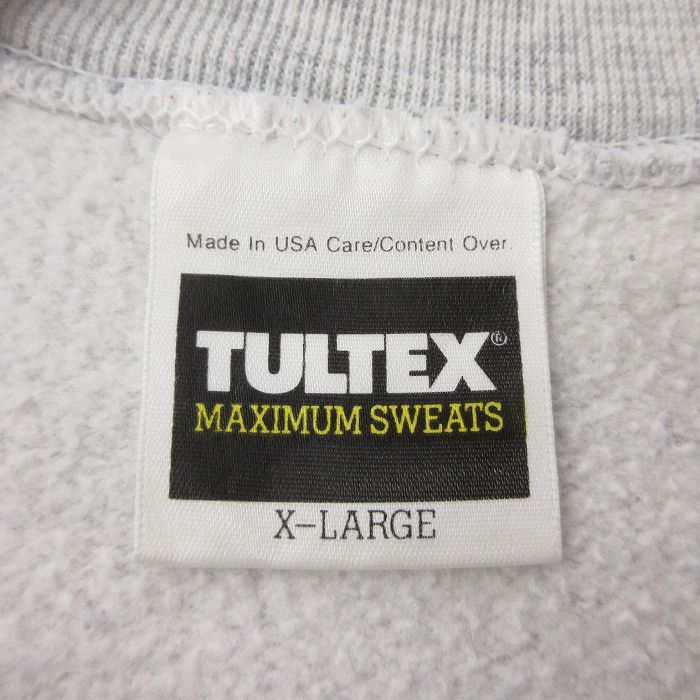 Made In USA Care/Content Over.
TULTEX®
MAXIMUM SWEATS
X-LARGE